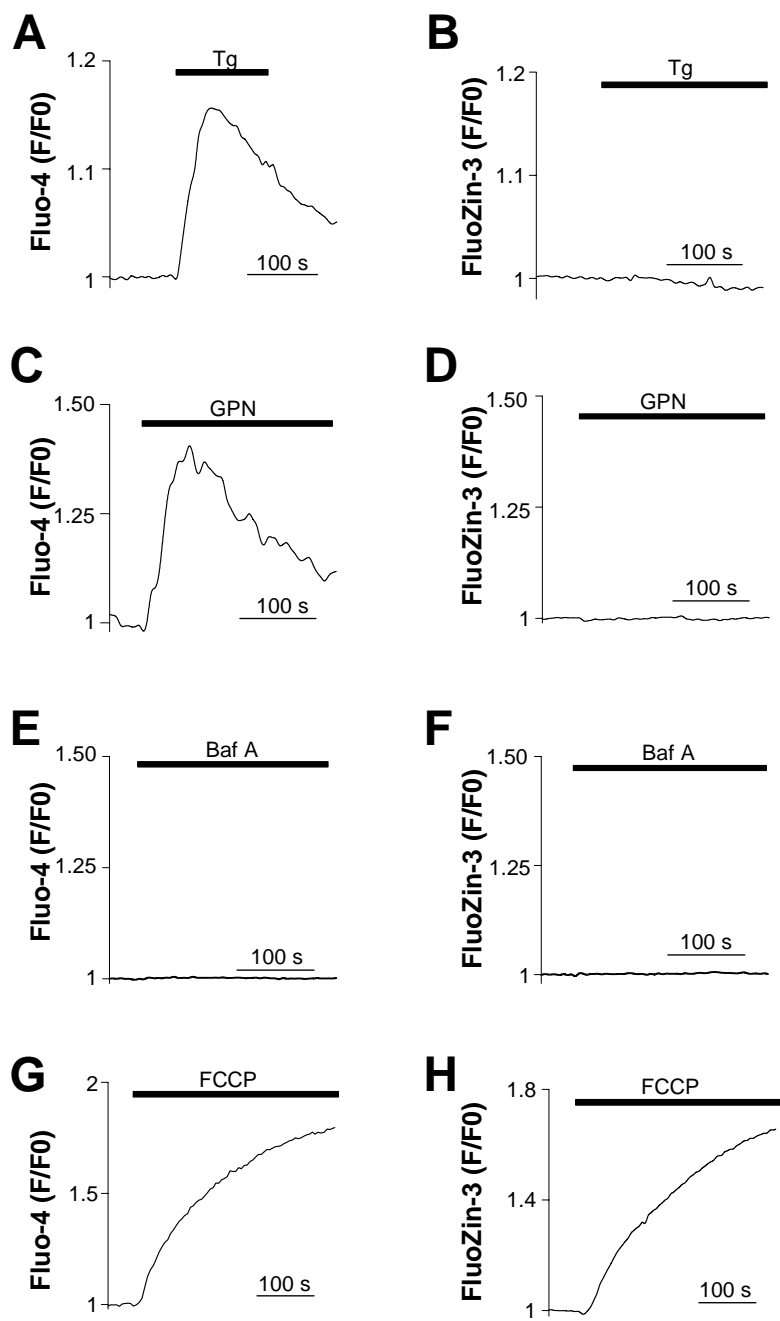 A
Tg
1.2
1.1
1
Fluo-4 (F/F0)
100 s
B
Tg
1.2
1.1
1
FluoZin-3 (F/F0)
100 s
C
GPN
1.50
1.25
1
Fluo-4 (F/F0)
100 s
D
GPN
1.50
1.25
1
FluoZin-3 (F/F0)
100 s
E
Baf A
1.50
1.25
1
Fluo-4 (F/F0)
100 s
F
Baf A
1.50
1.25
1
FluoZin-3 (F/F0)
100 s
G
FCCP
2
1.5
1
Fluo-4 (F/F0)
100 s
H
FCCP
1.8
1.4
1
FluoZin-3 (F/F0)
100 s